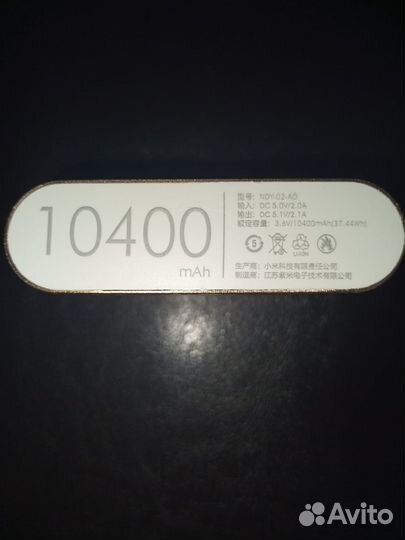 10400
mAh
型号: NDY-02-AD
输入: DC 5.0V/2.0A
输出: DC 5.1V/2.1A
额定容量: 3.6V/10400mAh(37.44Wh)
5
Li-ION
生产商: 小米科技有限责任公司
制造商: 江苏紫米电子技术有限公司
Avito